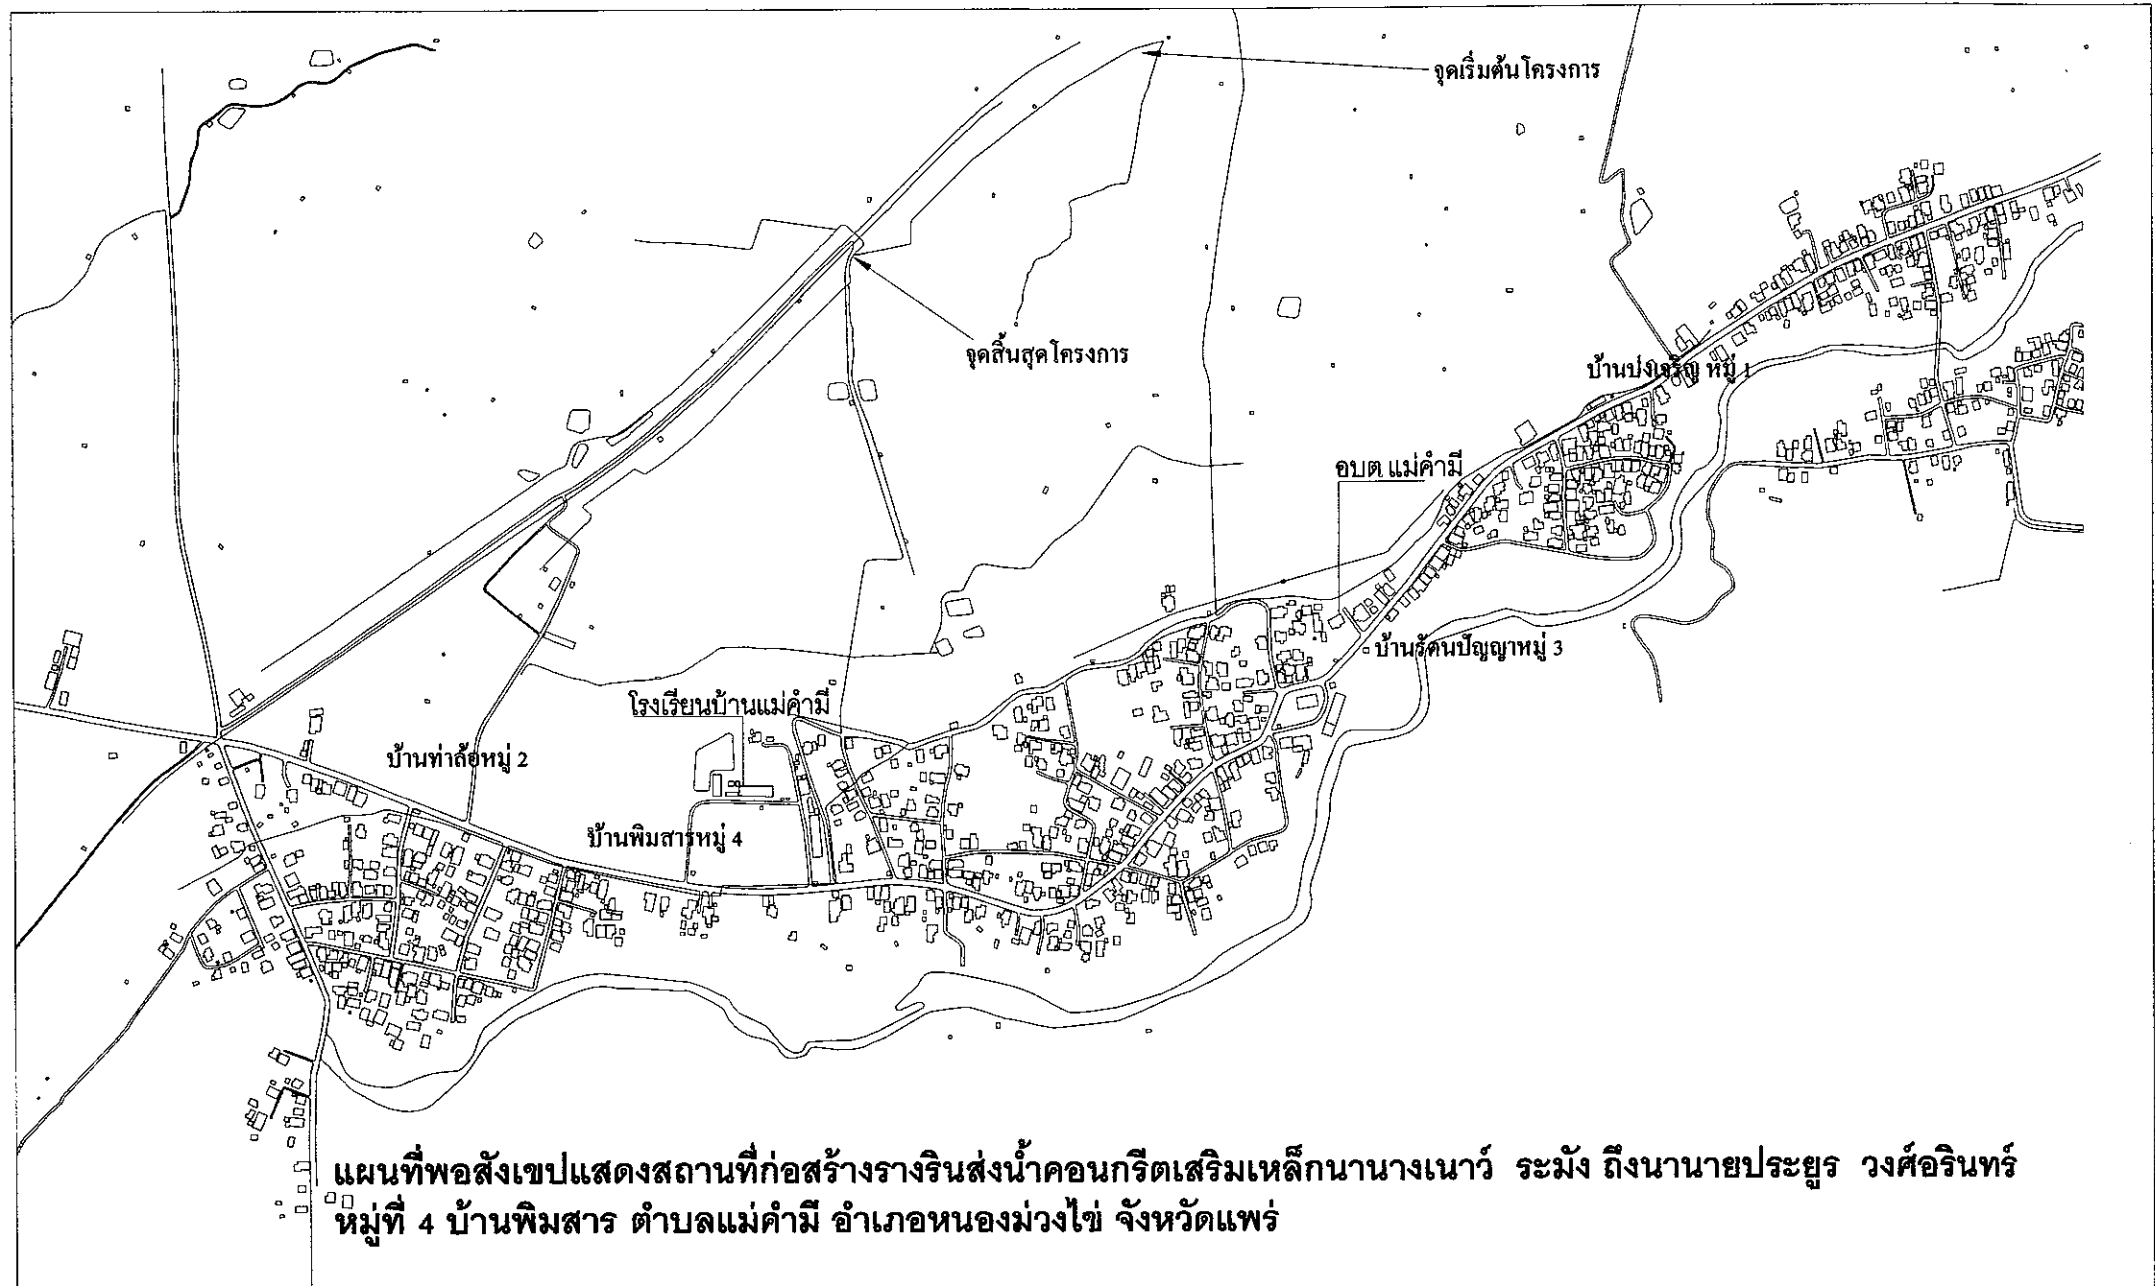 จุดเริ่มต้นโครงการ
จุดสิ้นสุดโครงการ
บ้านบ่งเจริญ หมู่ 1
อบต แม่คำมี
บ้านรัตนปัญญาหมู่ 3
โรงเรียนบ้านแม่คำมี
บ้านท่าล้อหมู่ 2
บ้านพิมสารหมู่ 4
แผนที่พอสังเขปแสดงสถานที่ก่อสร้างรางรินส่งน้ำคอนกรีตเสริมเหล็กนานางเนาว์ ระมัง ถึงนานายประยูร วงศ์อรินทร์
หมู่ที่ 4 บ้านพิมสาร ตำบลแม่คำมี อำเภอหนองม่วงไข่ จังหวัดแพร่